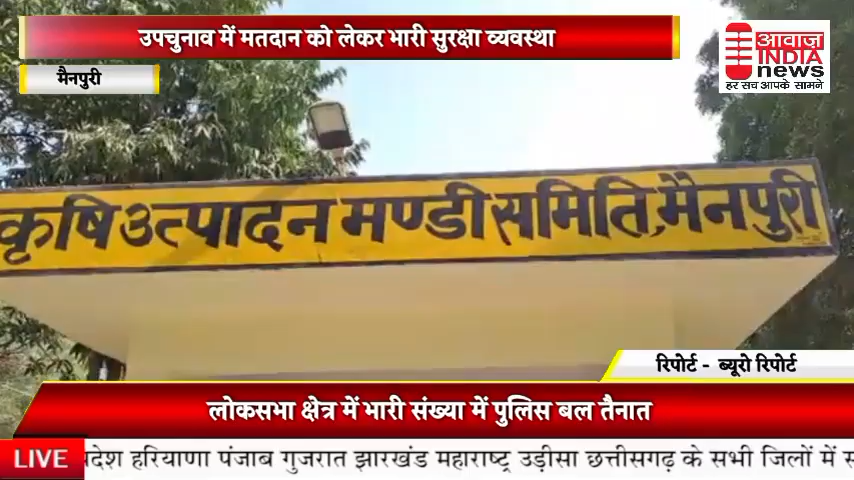 उपचुनाव में मतदान को लेकर भारी सुरक्षा व्यवस्था
मैनपुरी
आवाज़
INDIA
news
हर सच आपके सामने
कृषि उत्पादन मण्डी समिति, मैनपुरी
रिपोर्ट - ब्यूरो रिपोर्ट
लोकसभा क्षेत्र में भारी संख्या में पुलिस बल तैनात
LIVE
हरियाणा पंजाब गुजरात झारखंड महाराष्ट्र उड़ीसा छत्तीसगढ़ के सभी जिलों में